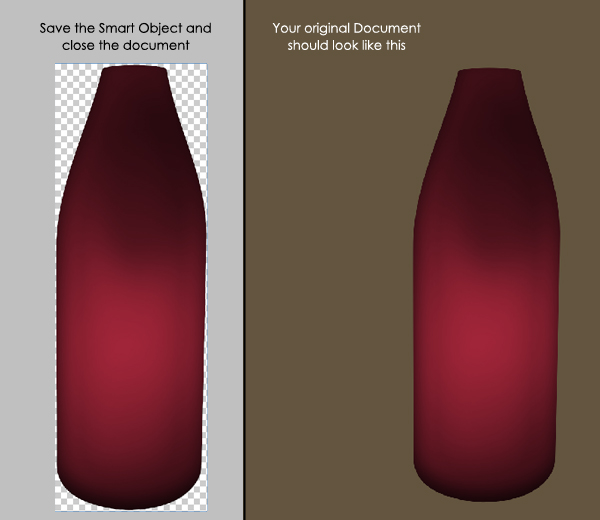 Save the Smart Object and
close the document
Your original Document
should look like this